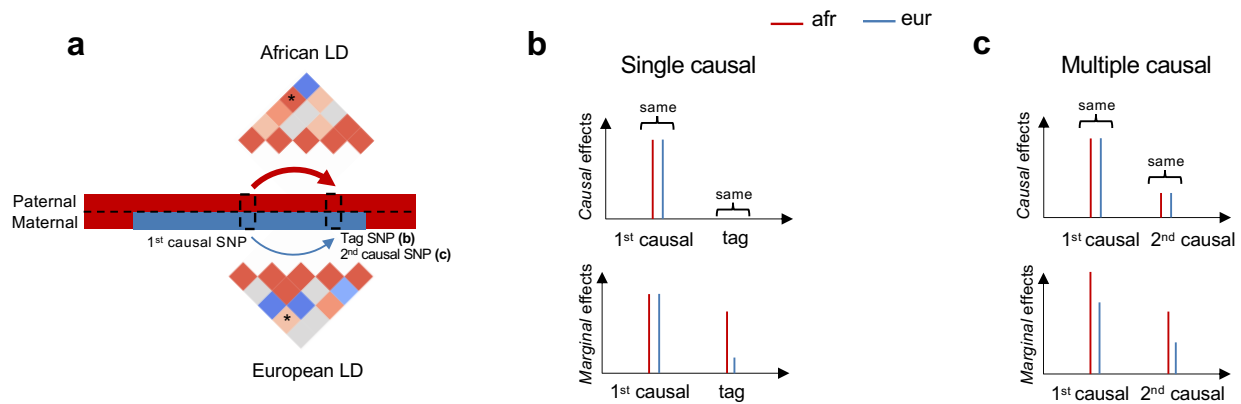 afr
eur
a
African LD
*
Paternal
Maternal
1st causal SNP
Tag SNP (b)
2nd causal SNP (c)
*
European LD
b
Single causal
same
Causal effects
same
1st causal
tag
Marginal effects
1st causal
tag
c
Multiple causal
same
same
Causal effects
1st causal
2nd causal
Marginal effects
1st causal
2nd causal